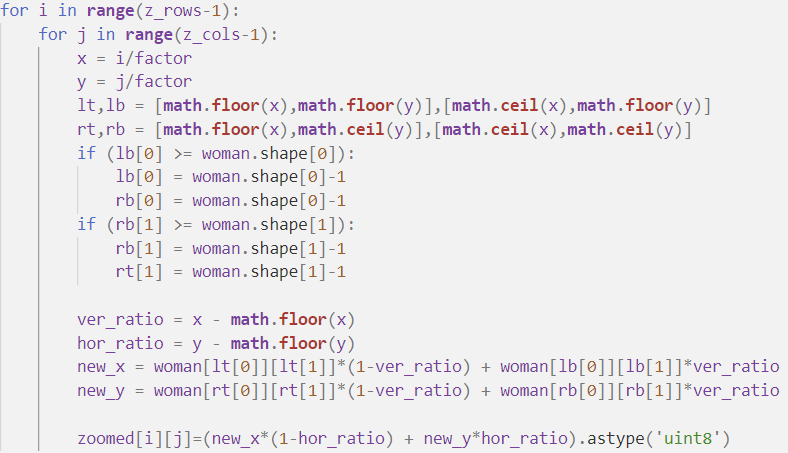 for i in range(z_rows-1):
    for j in range(z_cols-1):
        x = i/factor
        y = j/factor
        lt,lb = [math.floor(x),math.floor(y)],[math.ceil(x),math.floor(y)]
        rt,rb = [math.floor(x),math.ceil(y)],[math.ceil(x),math.ceil(y)]
        if (lb[0] >= woman.shape[0]):
            lb[0] = woman.shape[0]-1
            rb[0] = woman.shape[0]-1
        if (rb[1] >= woman.shape[1]):
            rb[1] = woman.shape[1]-1
            rt[1] = woman.shape[1]-1

        ver_ratio = x - math.floor(x)
        hor_ratio = y - math.floor(y)
        new_x = woman[lt[0]][lt[1]]*(1-ver_ratio) + woman[lb[0]][lb[1]]*ver_ratio
        new_y = woman[rt[0]][rt[1]]*(1-ver_ratio) + woman[rb[0]][rb[1]]*ver_ratio

        zoomed[i][j]=(new_x*(1-hor_ratio) + new_y*hor_ratio).astype('uint8')